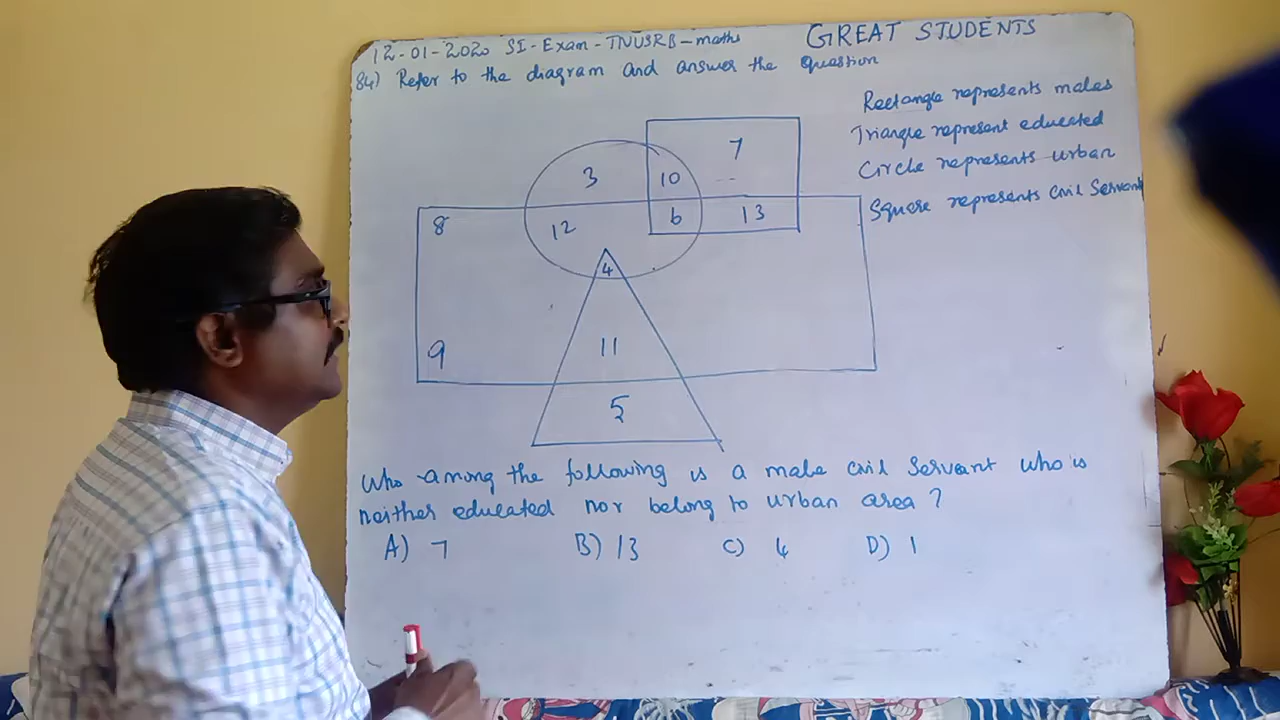 12-01-2020 SI-Exam-TNUSRB-maths GREAT STUDENTS
84) Refer to the diagram and answer the question
Rectangle represents males
Triangle represent educated
Circle represents urban
Square represents Civil Servant
7
3
10
8
12
6
13
4
11
9
5
Who among the following is a male civil Servant who is
neither educated nor belong to urban area?
A) 7 B) 13 C) 4 D) 1